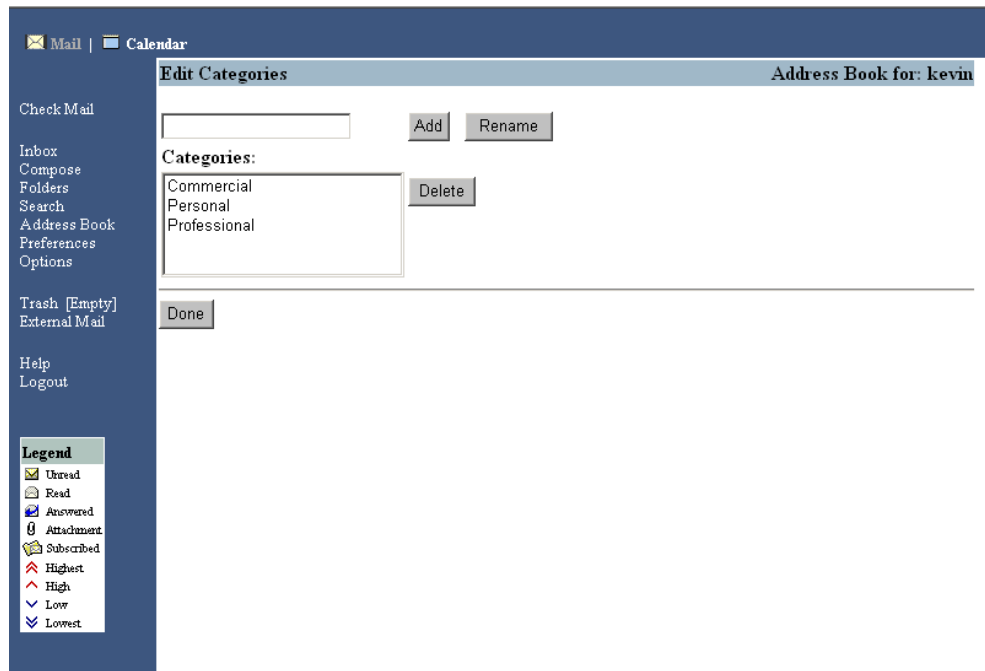 Mail | Calendar
Edit Categories Address Book for: kevin
Check Mail
Inbox
Compose
Folders
Search
Address Book
Preferences
Options
Trash [Empty]
External Mail
Help
Logout
Legend
Unread
Read
Answered
Attachment
Subscribed
Highest
High
Low
Lowest
Add Rename
Categories:
Commercial
Personal
Professional
Delete
Done